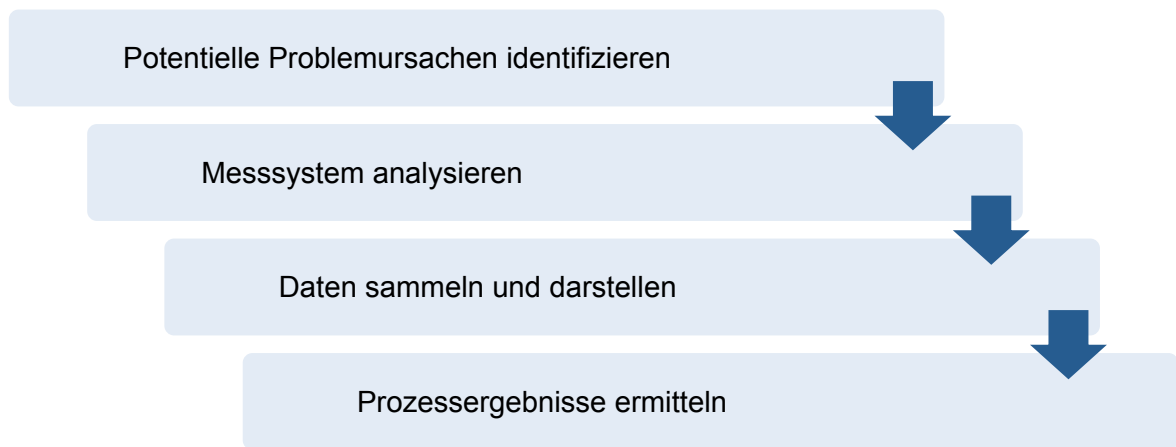 Potentielle Problemursachen identifizieren
Messsystem analysieren
Daten sammeln und darstellen
Prozessergebnisse ermitteln